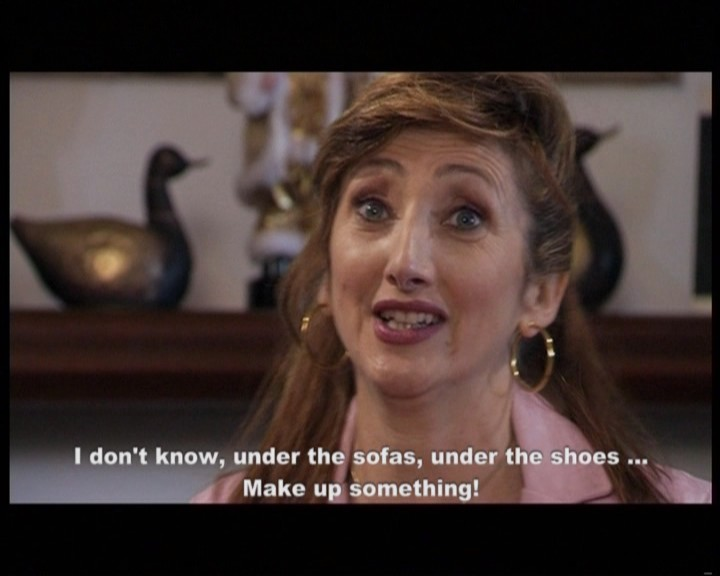 I don't know, under the sofas, under the shoes ...
Make up something!